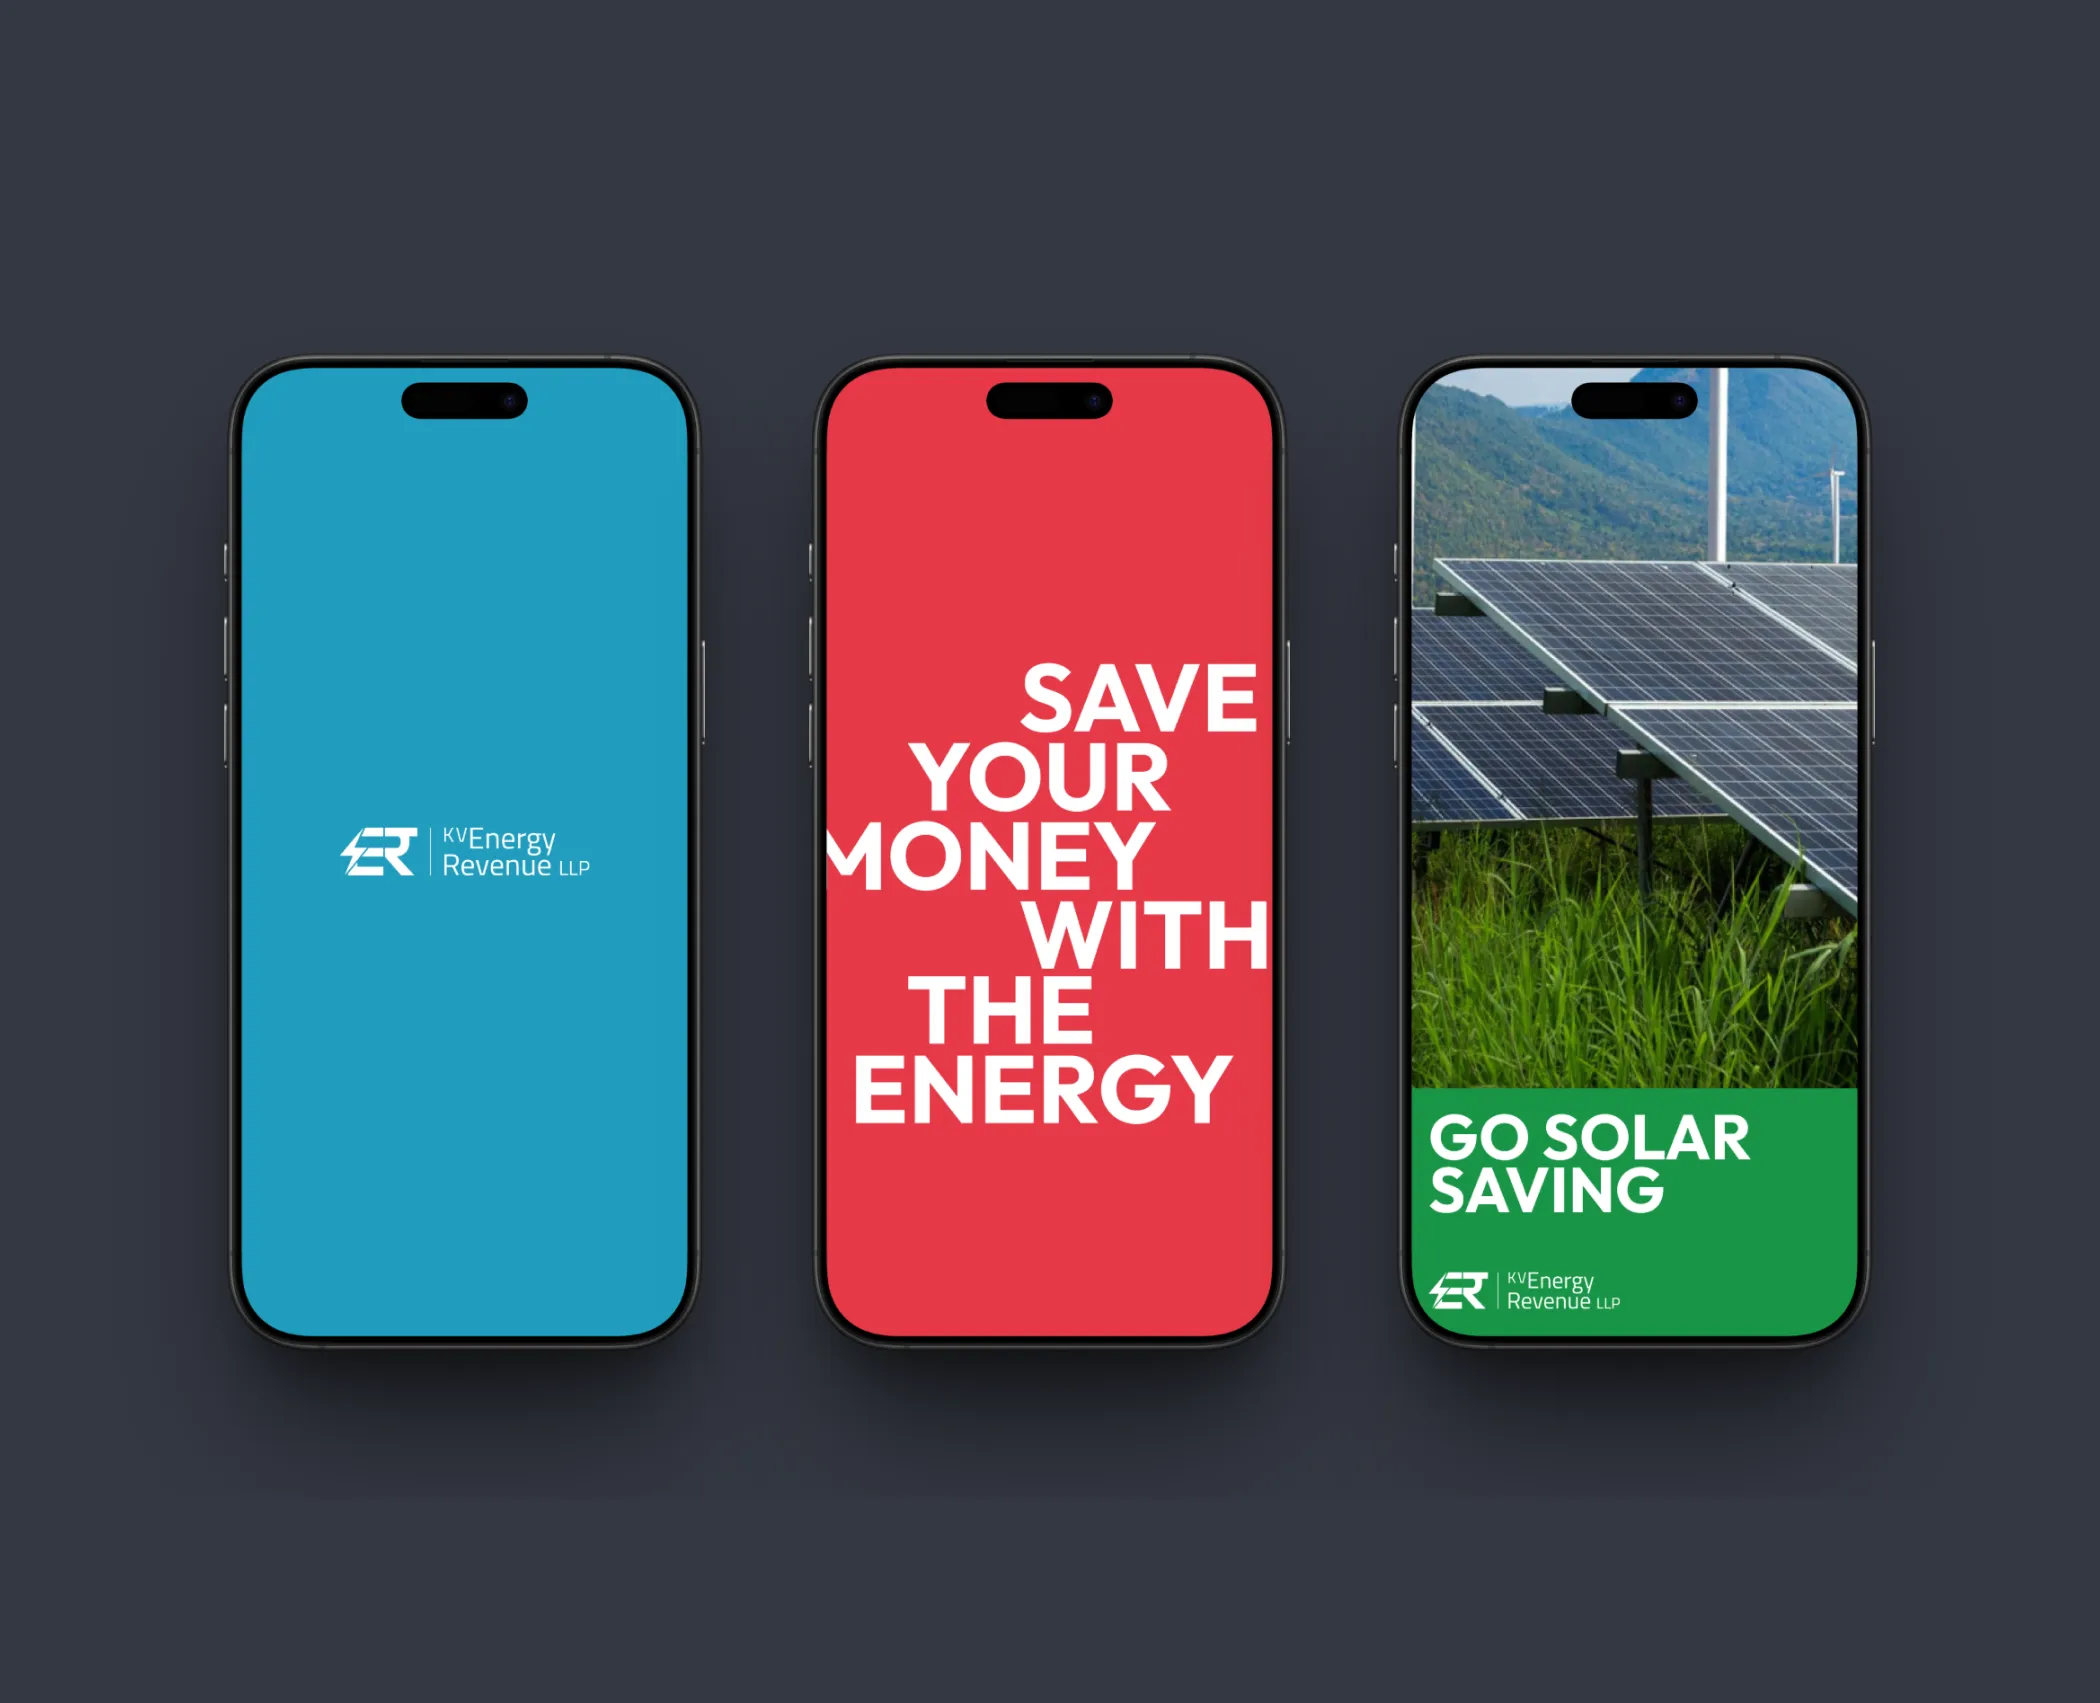 KVEnergy
Revenue LLP
SAVE
YOUR
MONEY
WITH
THE
ENERGY
GO SOLAR
SAVING
KVEnergy
Revenue LLP